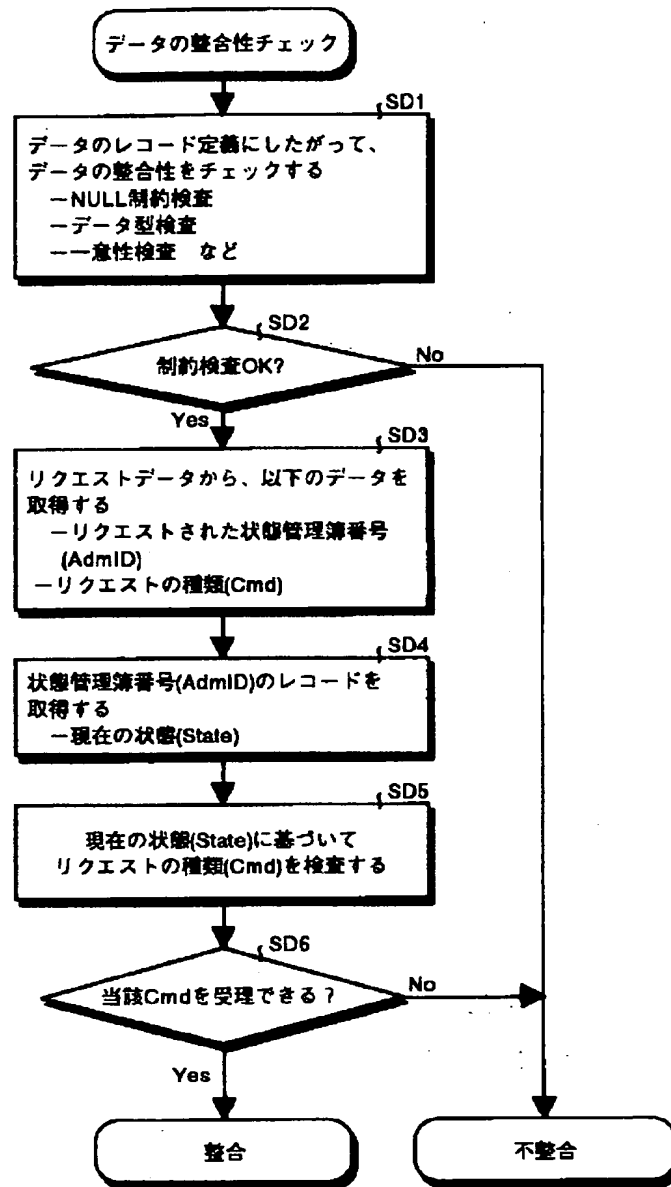 データの整合性チェック
SD1
データのレコード定義にしたがって、
データの整合性をチェックする
－NULL制約検査
－データ型検査
－一意性検査　など
SD2
制約検査OK?
No
Yes
SD3
リクエストデータから、以下のデータを
取得する
－リクエストされた状態管理簿番号
(AdmID)
－リクエストの種類(Cmd)
SD4
状態管理簿番号(AdmID)のレコードを
取得する
－現在の状態(State)
SD5
現在の状態(State)に基づいて
リクエストの種類(Cmd)を検査する
SD6
当該Cmdを受理できる？
No
Yes
整合
不整合